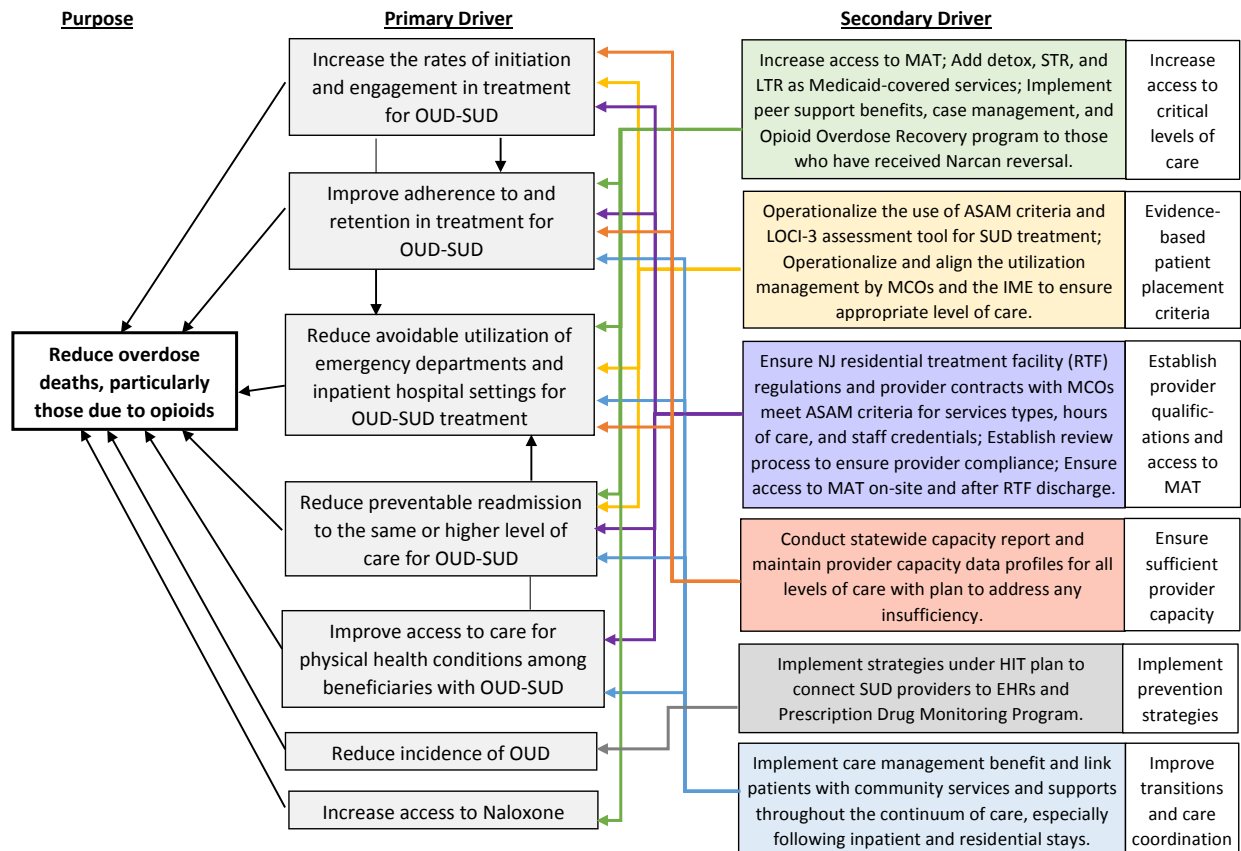 Purpose
Primary Driver
Secondary Driver
Reduce overdose
deaths, particularly
those due to opioids
Increase the rates of initiation
and engagement in treatment
for OUD-SUD
Improve adherence to and
retention in treatment for
OUD-SUD
Reduce avoidable utilization of
emergency departments and
inpatient hospital settings for
OUD-SUD treatment
Reduce preventable readmission
to the same or higher level of
care for OUD-SUD
Improve access to care for
physical health conditions among
beneficiaries with OUD-SUD
Reduce incidence of OUD
Increase access to Naloxone
Increase access to MAT; Add detox, STR, and
LTR as Medicaid-covered services; Implement
peer support benefits, case management, and
Opioid Overdose Recovery program to those
who have received Narcan reversal.
Increase
access to
critical
levels of
care
Operationalize the use of ASAM criteria and
LOCI-3 assessment tool for SUD treatment;
Operationalize and align the utilization
management by MCOs and the IME to ensure
appropriate level of care.
Evidence-
based
patient
placement
criteria
Ensure NJ residential treatment facility (RTF)
regulations and provider contracts with MCOs
meet ASAM criteria for services types, hours
of care, and staff credentials; Establish review
process to ensure provider compliance; Ensure
access to MAT on-site and after RTF discharge.
Establish
provider
qualific-
ations and
access to
MAT
Conduct statewide capacity report and
maintain provider capacity data profiles for all
levels of care with plan to address any
insufficiency.
Ensure
sufficient
provider
capacity
Implement strategies under HIT plan to
connect SUD providers to EHRs and
Prescription Drug Monitoring Program.
Implement
prevention
strategies
Implement care management benefit and link
patients with community services and supports
throughout the continuum of care, especially
following inpatient and residential stays.
Improve
transitions
and care
coordination